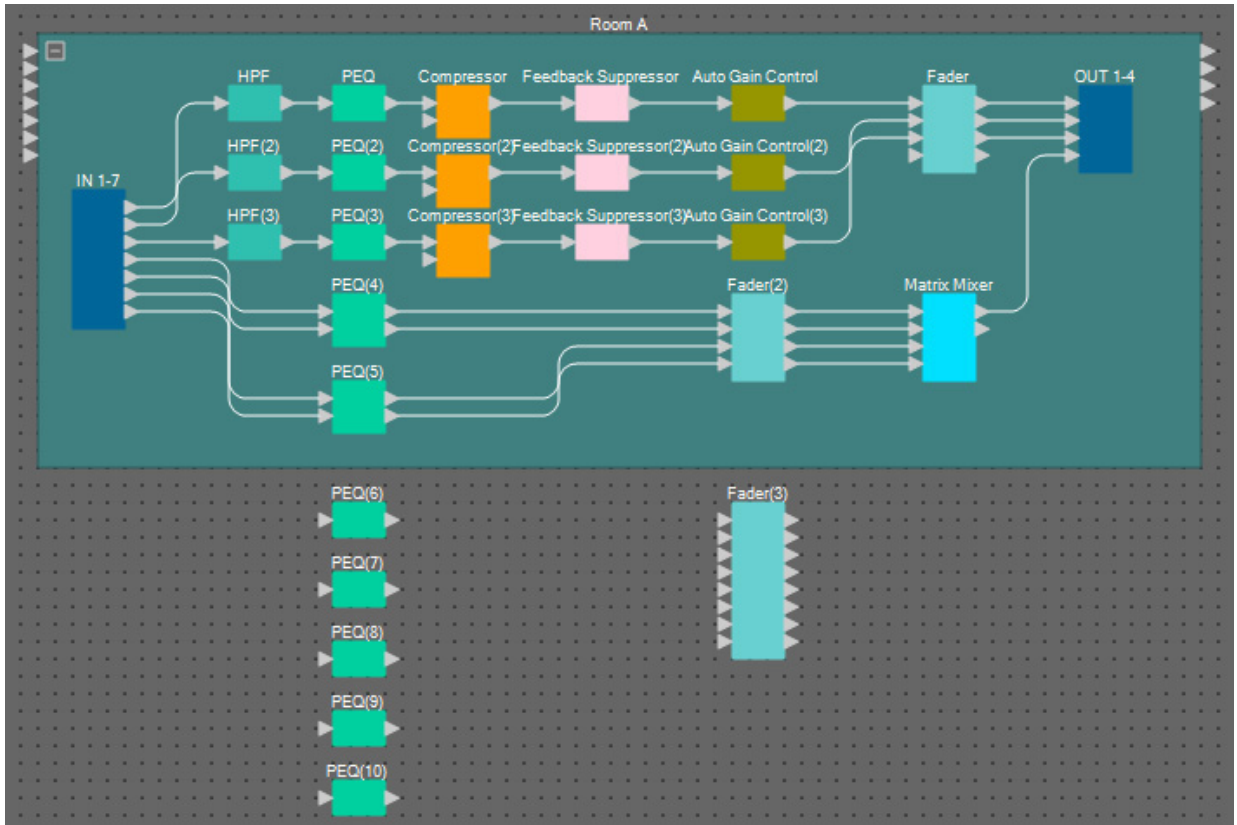 Room A
HPF PEQ Compressor Feedback Suppressor Auto Gain Control Fader OUT 1-4
HPF(2) PEQ(2) Compressor(2) Feedback Suppressor(2) Auto Gain Control(2)
IN 1-7
HPF(3) PEQ(3) Compressor(3) Feedback Suppressor(3) Auto Gain Control(3)
PEQ(4) Fader(2) Matrix Mixer
PEQ(5)
PEQ(6) Fader(3)
PEQ(7)
PEQ(8)
PEQ(9)
PEQ(10)